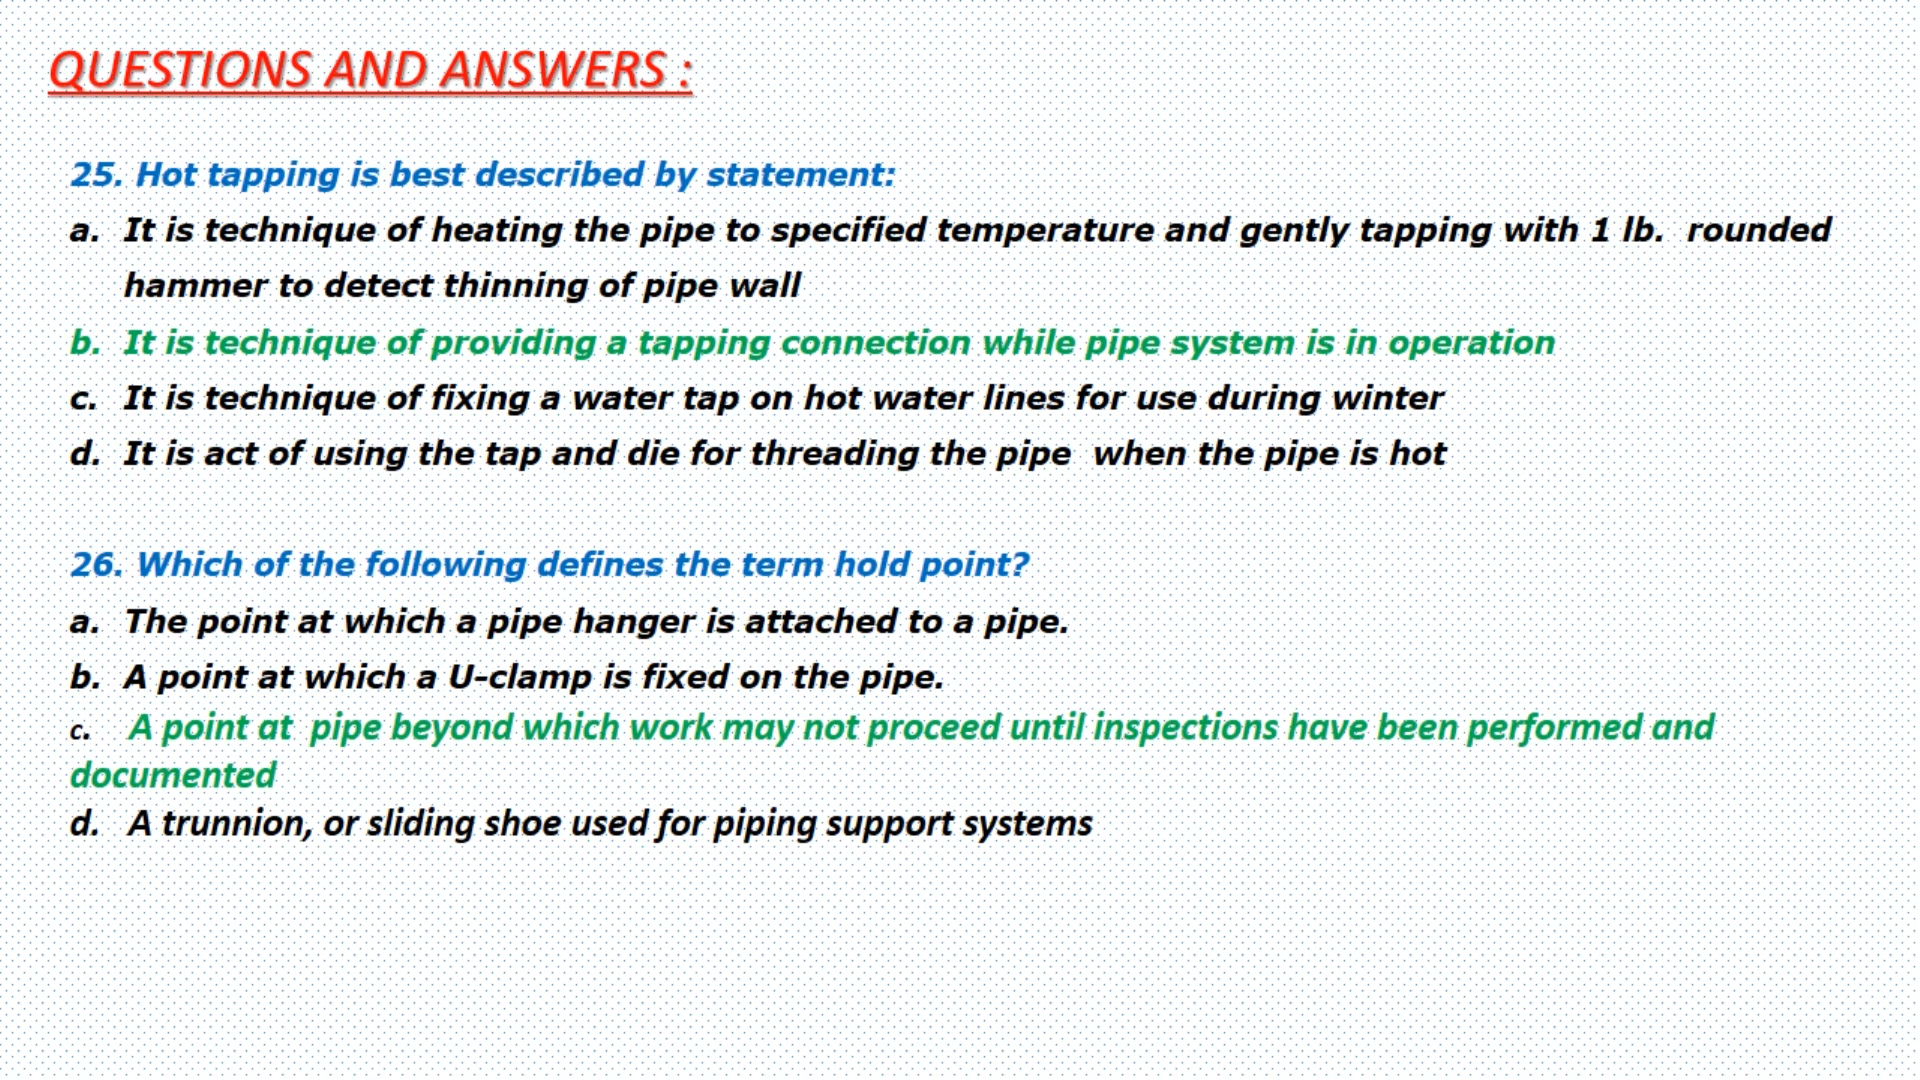 QUESTIONS AND ANSWERS :
25. Hot tapping is best described by statement:
a. It is technique of heating the pipe to specified temperature and gently tapping with 1 lb. rounded
hammer to detect thinning of pipe wall
b. It is technique of providing a tapping connection while pipe system is in operation
c. It is technique of fixing a water tap on hot water lines for use during winter
d. It is act of using the tap and die for threading the pipe when the pipe is hot
26. Which of the following defines the term hold point?
a. The point at which a pipe hanger is attached to a pipe.
b. A point at which a U-clamp is fixed on the pipe.
c. A point at pipe beyond which work may not proceed until inspections have been performed and
documented
d. A trunnion, or sliding shoe used for piping support systems